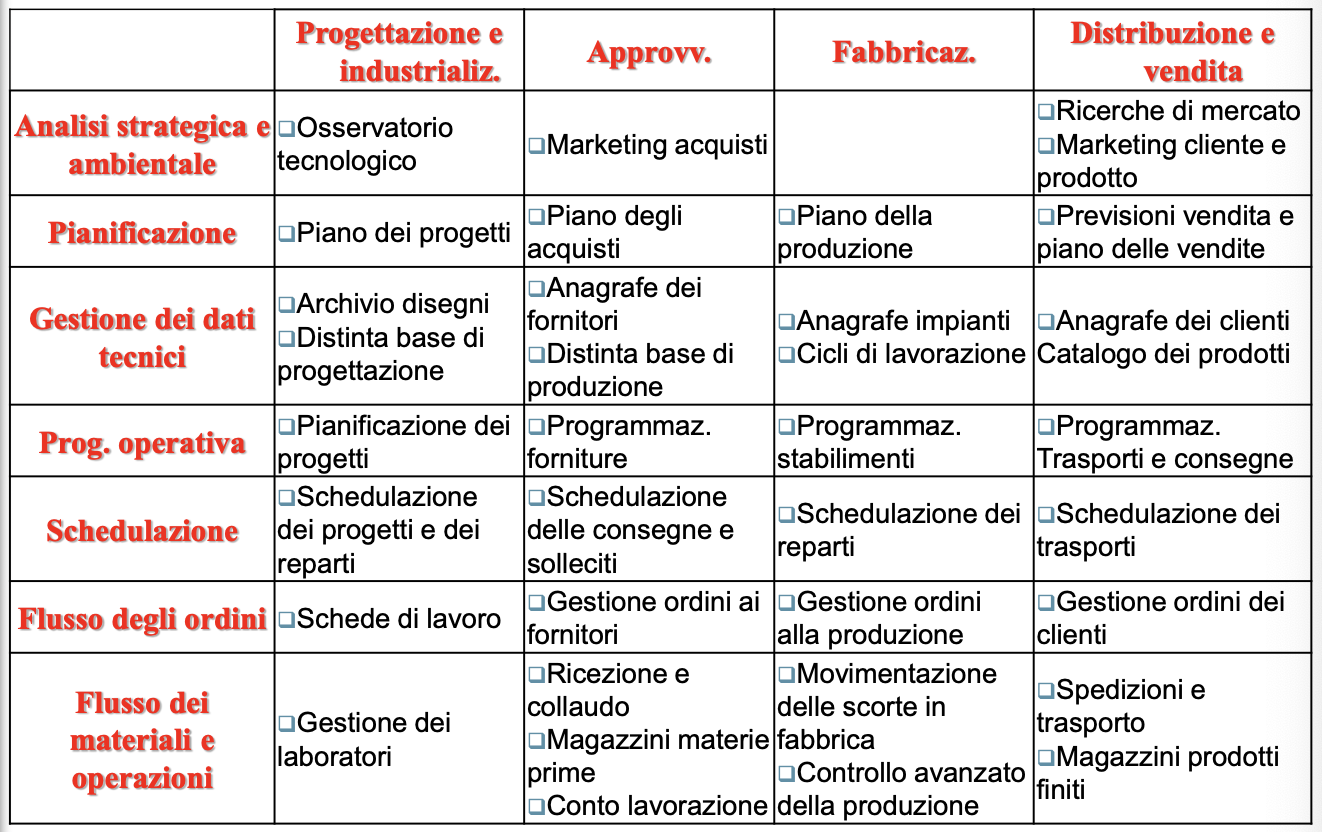 Progettazione e
industrializ.
Approvv.
Fabbricaz.
Distribuzione e
vendita
Analisi strategica e
ambientale
❑Osservatorio
tecnologico
❑Marketing acquisti
❑Ricerche di mercato
❑Marketing cliente e
prodotto
Pianificazione
❑Piano dei progetti
❑Piano degli
acquisti
❑Piano della
produzione
❑Previsioni vendita e
piano delle vendite
Gestione dei dati
tecnici
❑Archivio disegni
❑Distinta base di
progettazione
❑Anagrafe dei
fornitori
❑Distinta base di
produzione
❑Anagrafe impianti
❑Cicli di lavorazione
❑Anagrafe dei clienti
Catalogo dei prodotti
Prog. operativa
❑Pianificazione dei
progetti
❑Programmaz.
forniture
❑Programmaz.
stabilimenti
❑Programmaz.
Trasporti e consegne
Schedulazione
❑Schedulazione
dei progetti e dei
reparti
❑Schedulazione
delle consegne e
solleciti
❑Schedulazione dei
reparti
❑Schedulazione dei
trasporti
Flusso degli ordini
❑Schede di lavoro
❑Gestione ordini ai
fornitori
❑Gestione ordini
alla produzione
❑Gestione ordini dei
clienti
Flusso dei
materiali e
operazioni
❑Gestione dei
laboratori
❑Ricezione e
collaudo
❑Magazzini materie
prime
❑Conto lavorazione
❑Movimentazione
delle scorte in
fabbrica
❑Controllo avanzato
della produzione
❑Spedizioni e
trasporto
❑Magazzini prodotti
finiti